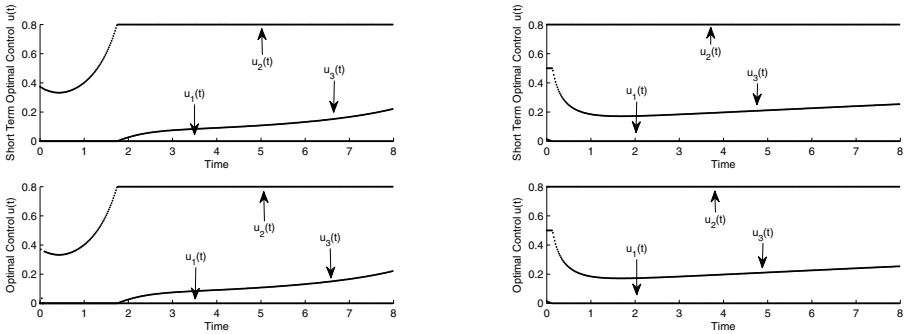 Short Term Optimal Control u(t)
0.8
0.6
0.4
0.2
0
u2(t)
u3(t)
u1(t)
0 1 2 3 4 5 6 7 8
Time
Short Term Optimal Control u(t)
0.8
0.6
0.4
0.2
0
u2(t)
u3(t)
u1(t)
0 1 2 3 4 5 6 7 8
Time
Optimal Control u(t)
0.8
0.6
0.4
0.2
0
u2(t)
u3(t)
u1(t)
0 1 2 3 4 5 6 7 8
Time
Optimal Control u(t)
0.8
0.6
0.4
0.2
0
u2(t)
u3(t)
u1(t)
0 1 2 3 4 5 6 7 8
Time